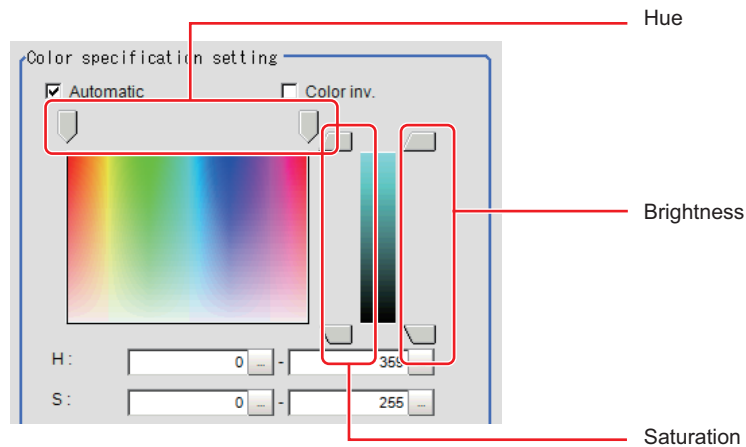 Hue
Color specification setting
Automatic
Color inv.
Brightness
H: 0 ... - 359
S: 0 ... - 255 ...
Saturation